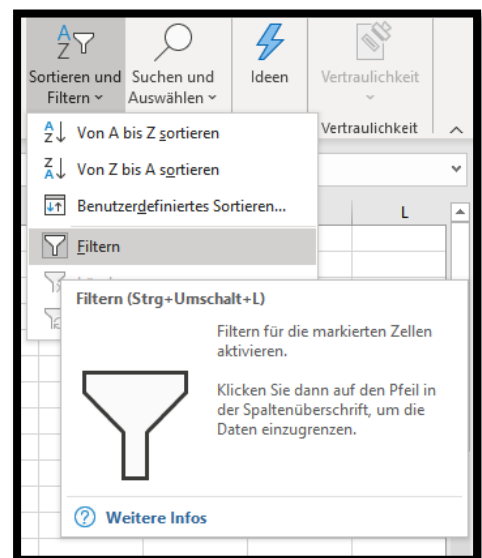 Sortieren und Filtern
Suchen und Auswählen
Ideen
Vertraulichkeit
Vertraulichkeit
Von A bis Z sortieren
Von Z bis A sortieren
Benutzerdefiniertes Sortieren...
L
Filtern
Filtern (Strg+Umschalt+L)
Filtern für die markierten Zellen
aktivieren.
Klicken Sie dann auf den Pfeil in
der Spaltenüberschrift, um die
Daten einzugrenzen.
Weitere Infos